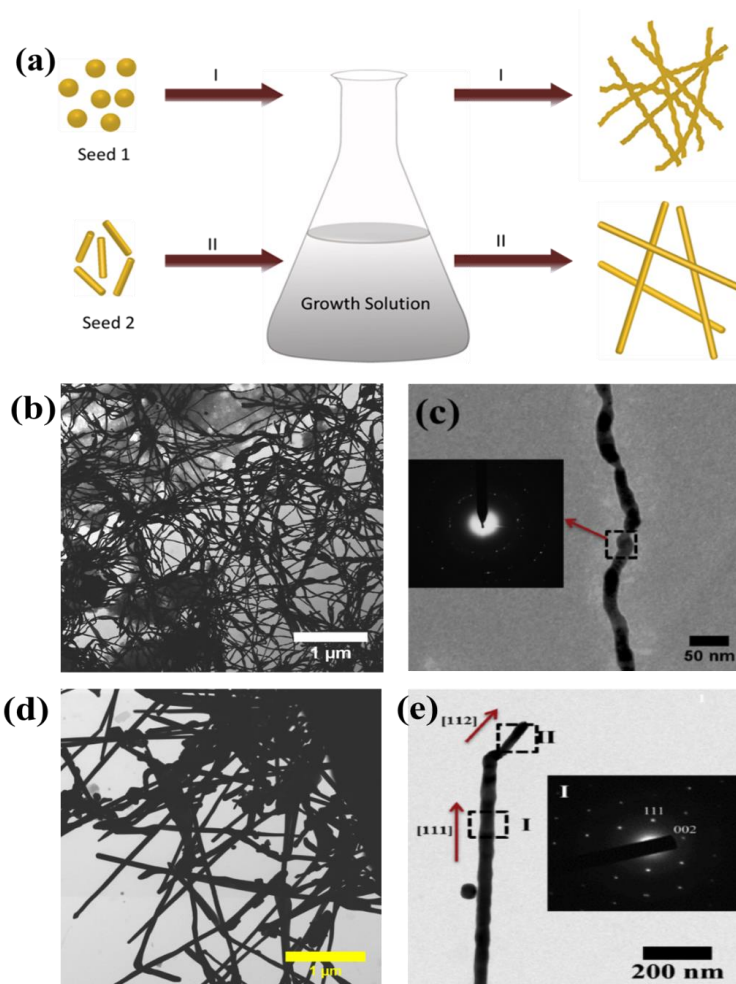 (a)
I
I
Seed 1
II
II
Growth Solution
Seed 2
(b)
1 µm
(c)
50 nm
(d)
1 µm
(e)
[112]
II
I
[111]
I
111
002
200 nm